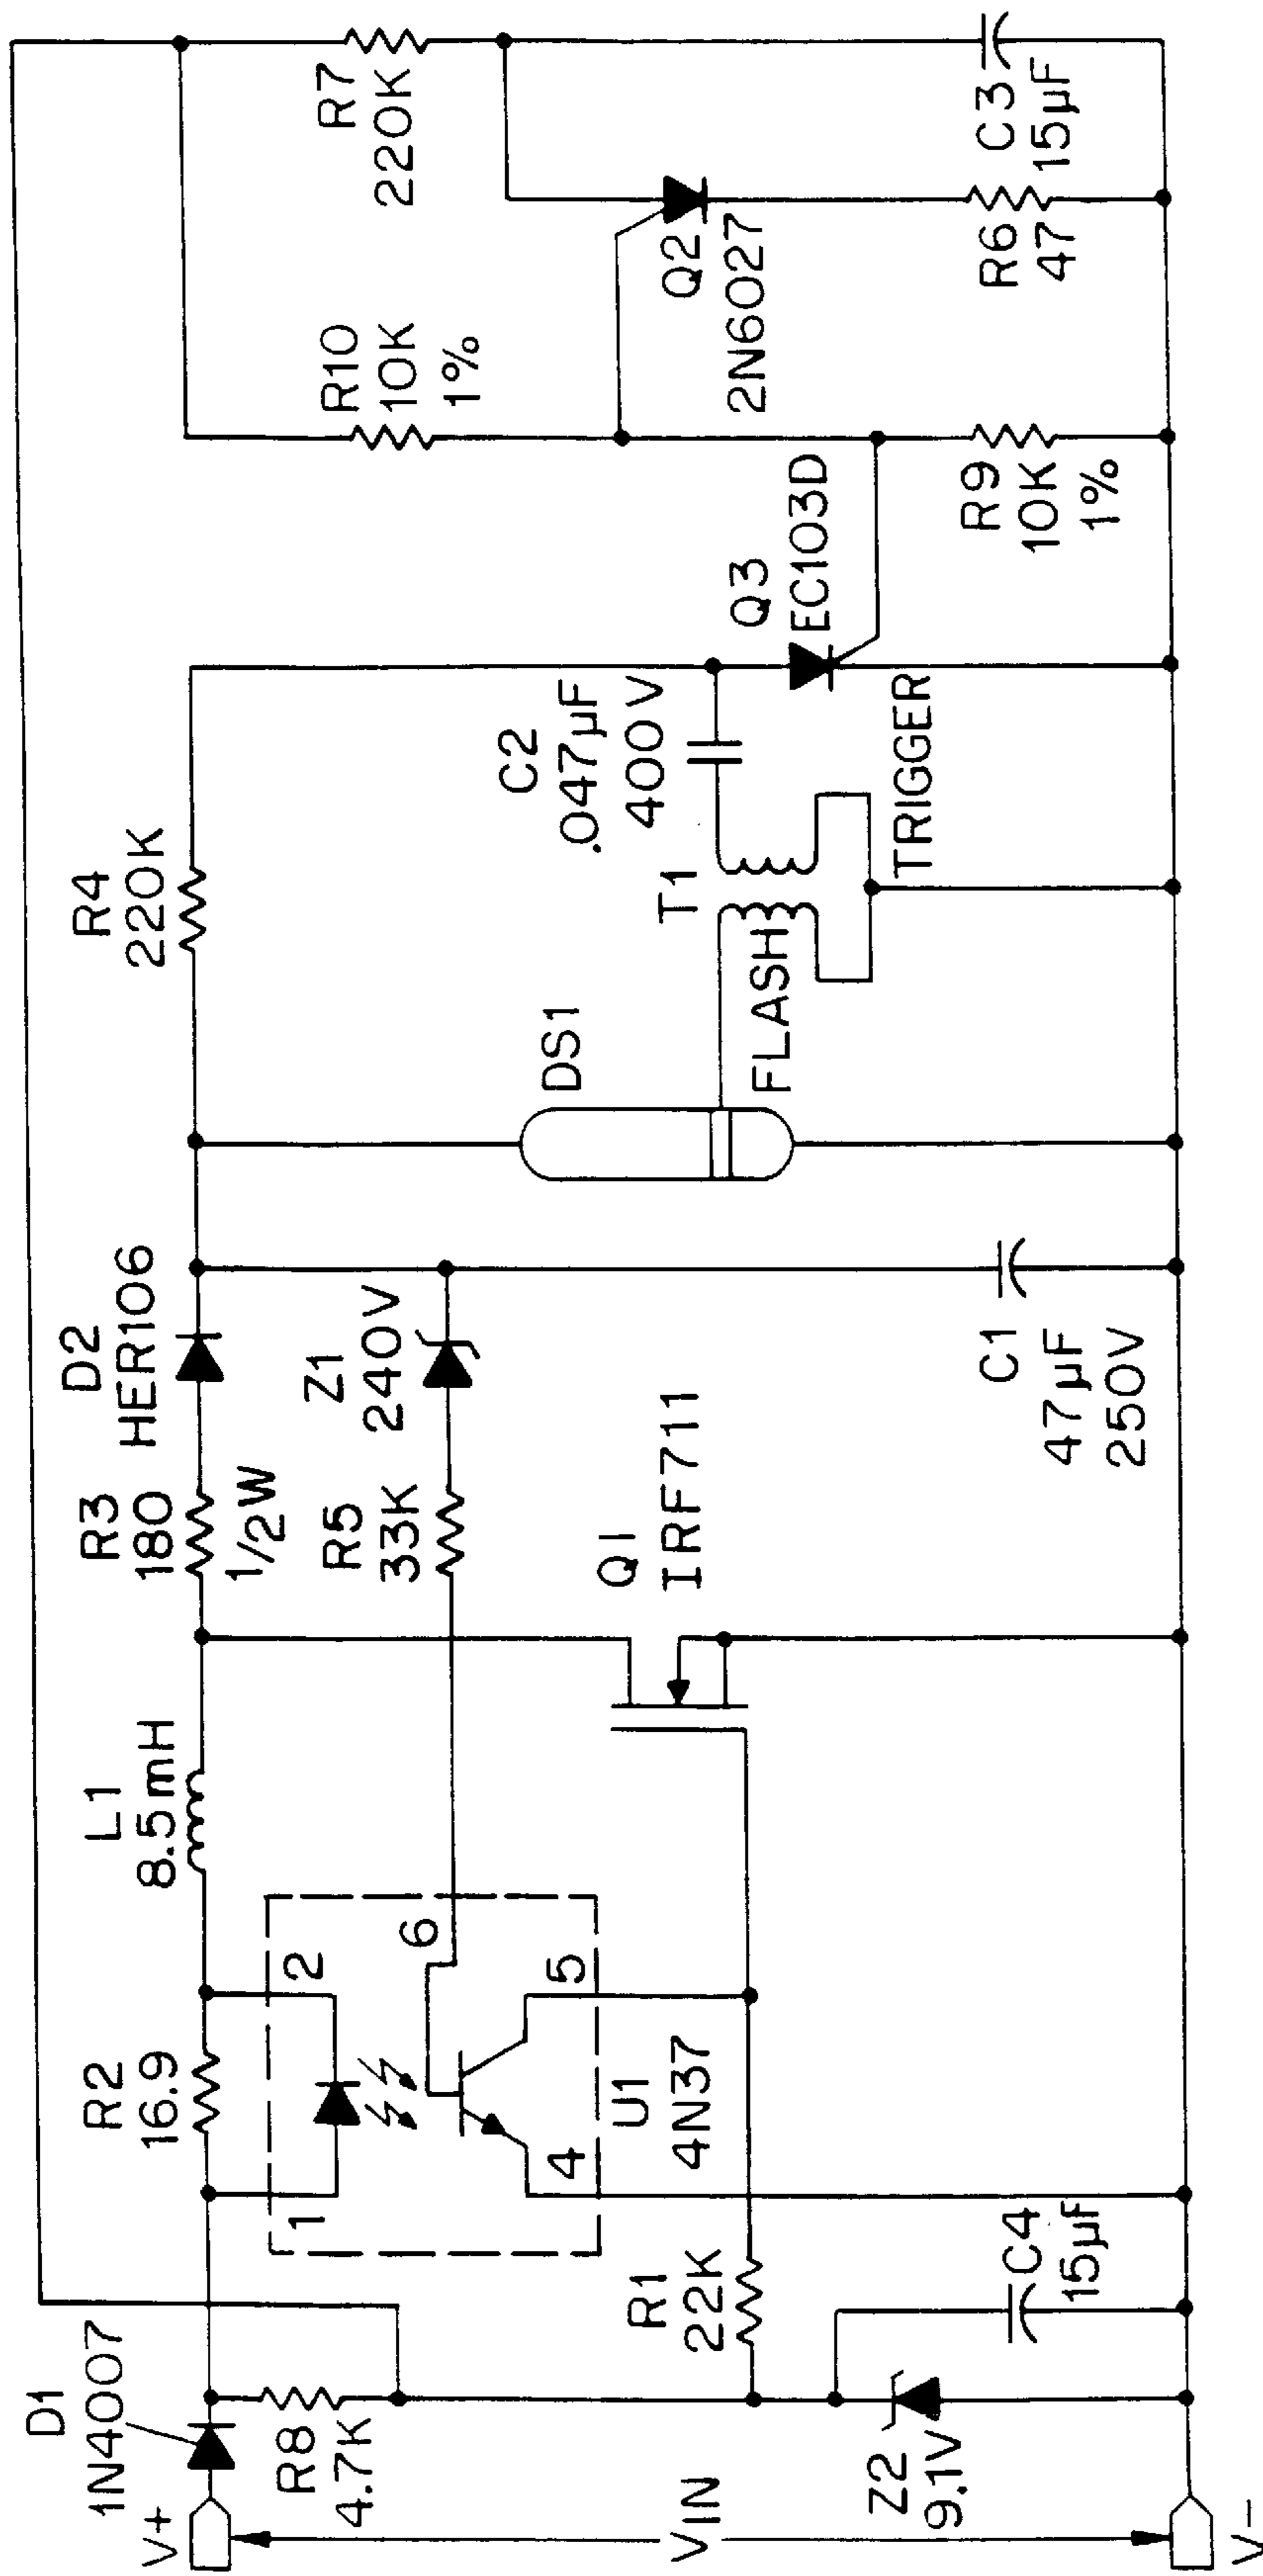 V+
D1
1N4007
R8
4.7K
VIN
V-
Z2
9.1V
C4
15µF
R1
22K
R2
16.9
1
2
6
5
4
U1
4N37
L1
8.5mH
R3
180
1/2W
D2
HER106
R5
33K
Z1
240V
Q1
IRF711
C1
47µF
250V
DS1
FLASH
T1
TRIGGER
R4
220K
C2
.047µF
400V
Q3
EC103D
R10
10K
1%
R9
10K
1%
Q2
2N6027
R7
220K
R6
47
C3
15µF